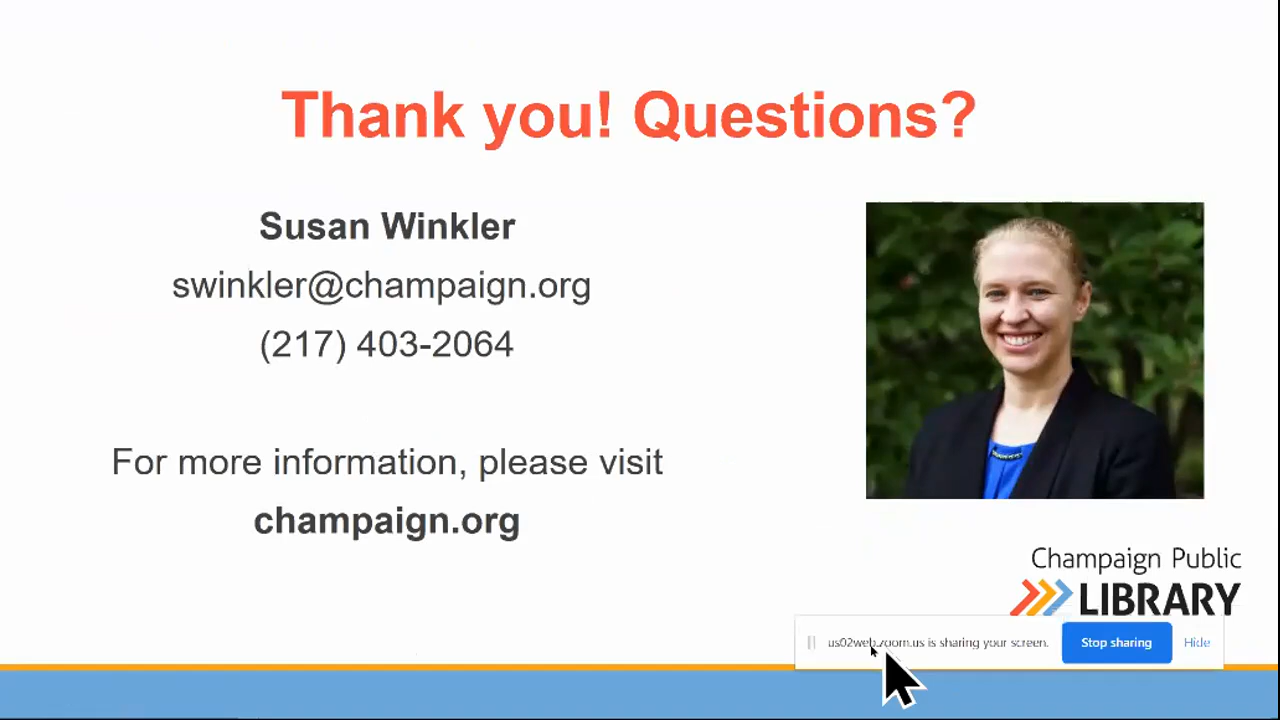 Thank you! Questions?
Susan Winkler
swinkler@champaign.org
(217) 403-2064
For more information, please visit
champaign.org
Champaign Public
LIBRARY
us02web.zoom.us is sharing your screen.
Stop sharing
Hide